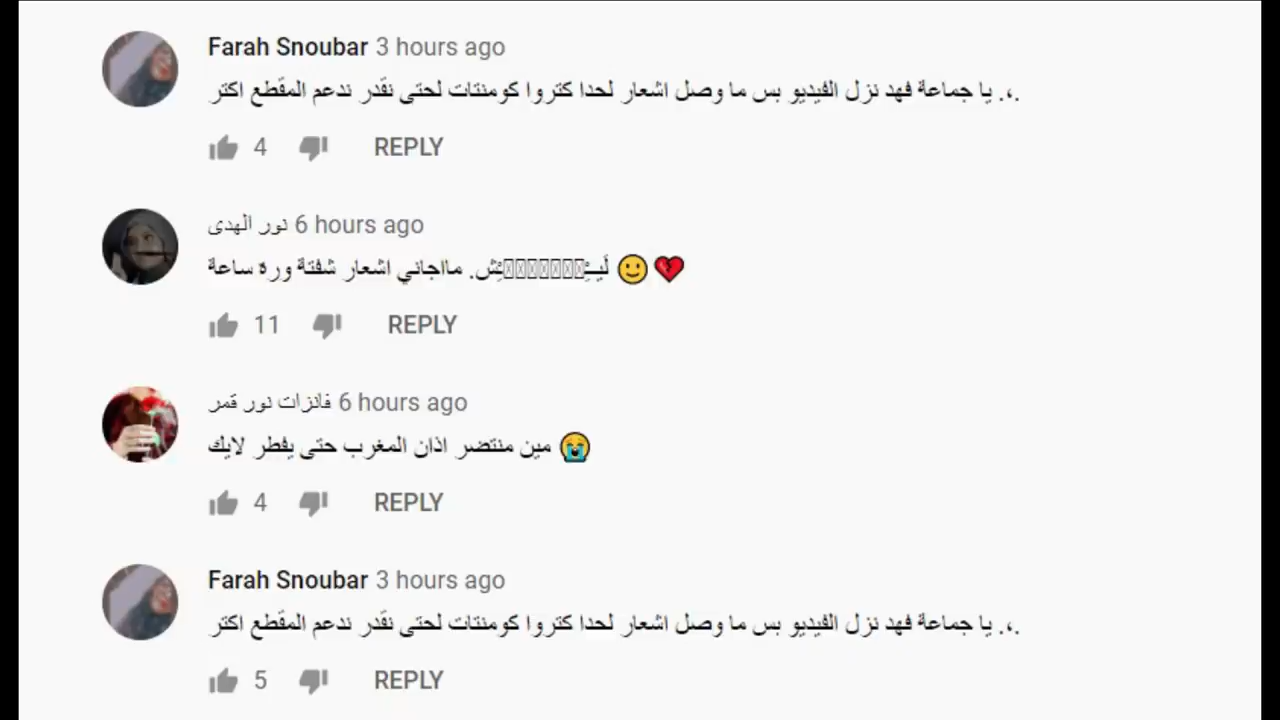 Farah Snoubar 3 hours ago
يا جماعة فهد نزل الفيديو بس ما وصل اشعار لحدا كتروا كومنتات لحتى نقدر ندعم المقطع اكتر .،.
4 REPLY
نور الهدى 6 hours ago
مااجاني اشعار شفتة وره ساعة 🙂💔
11 REPLY
فانزات نور قمر 6 hours ago
مين منتضر اذان المغرب حتى يفطر لايك 😭
4 REPLY
Farah Snoubar 3 hours ago
يا جماعة فهد نزل الفيديو بس ما وصل اشعار لحدا كتروا كومنتات لحتى نقدر ندعم المقطع اكتر .،.
5 REPLY